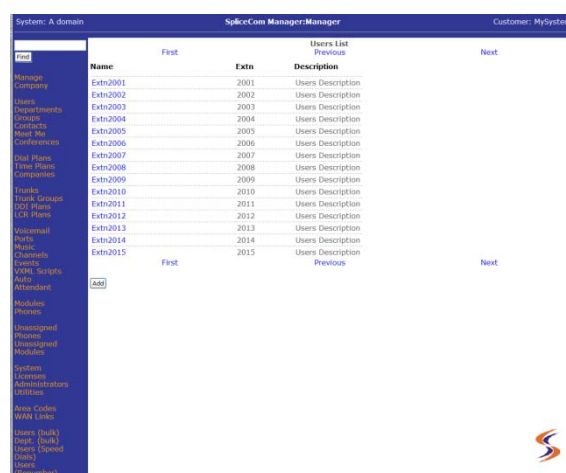 System: A domain
SpliceCom Manager:Manager
Customer: MySystem
Find
Manage
Company
Users
Departments
Groups
Contacts
Meet Me
Conferences
Dial Plans
Time Plans
Companies
Trunks
Trunk Groups
DDI Plans
LCR Plans
Voicemail
Ports
Music
Channels
Events
VXML Scripts
Auto
Attendant
Modules
Phones
Unassigned
Phones
Unassigned
Modules
System
Licenses
Administrators
Utilities
Area Codes
WAN Links
Users (bulk)
Dept. (bulk)
Users (Speed
Dials)
Users
Users List
First Previous Next
Name Extn Description
Extn2001 2001 Users Description
Extn2002 2002 Users Description
Extn2003 2003 Users Description
Extn2004 2004 Users Description
Extn2005 2005 Users Description
Extn2006 2006 Users Description
Extn2007 2007 Users Description
Extn2008 2008 Users Description
Extn2009 2009 Users Description
Extn2010 2010 Users Description
Extn2011 2011 Users Description
Extn2012 2012 Users Description
Extn2013 2013 Users Description
Extn2014 2014 Users Description
Extn2015 2015 Users Description
First Previous Next
Add